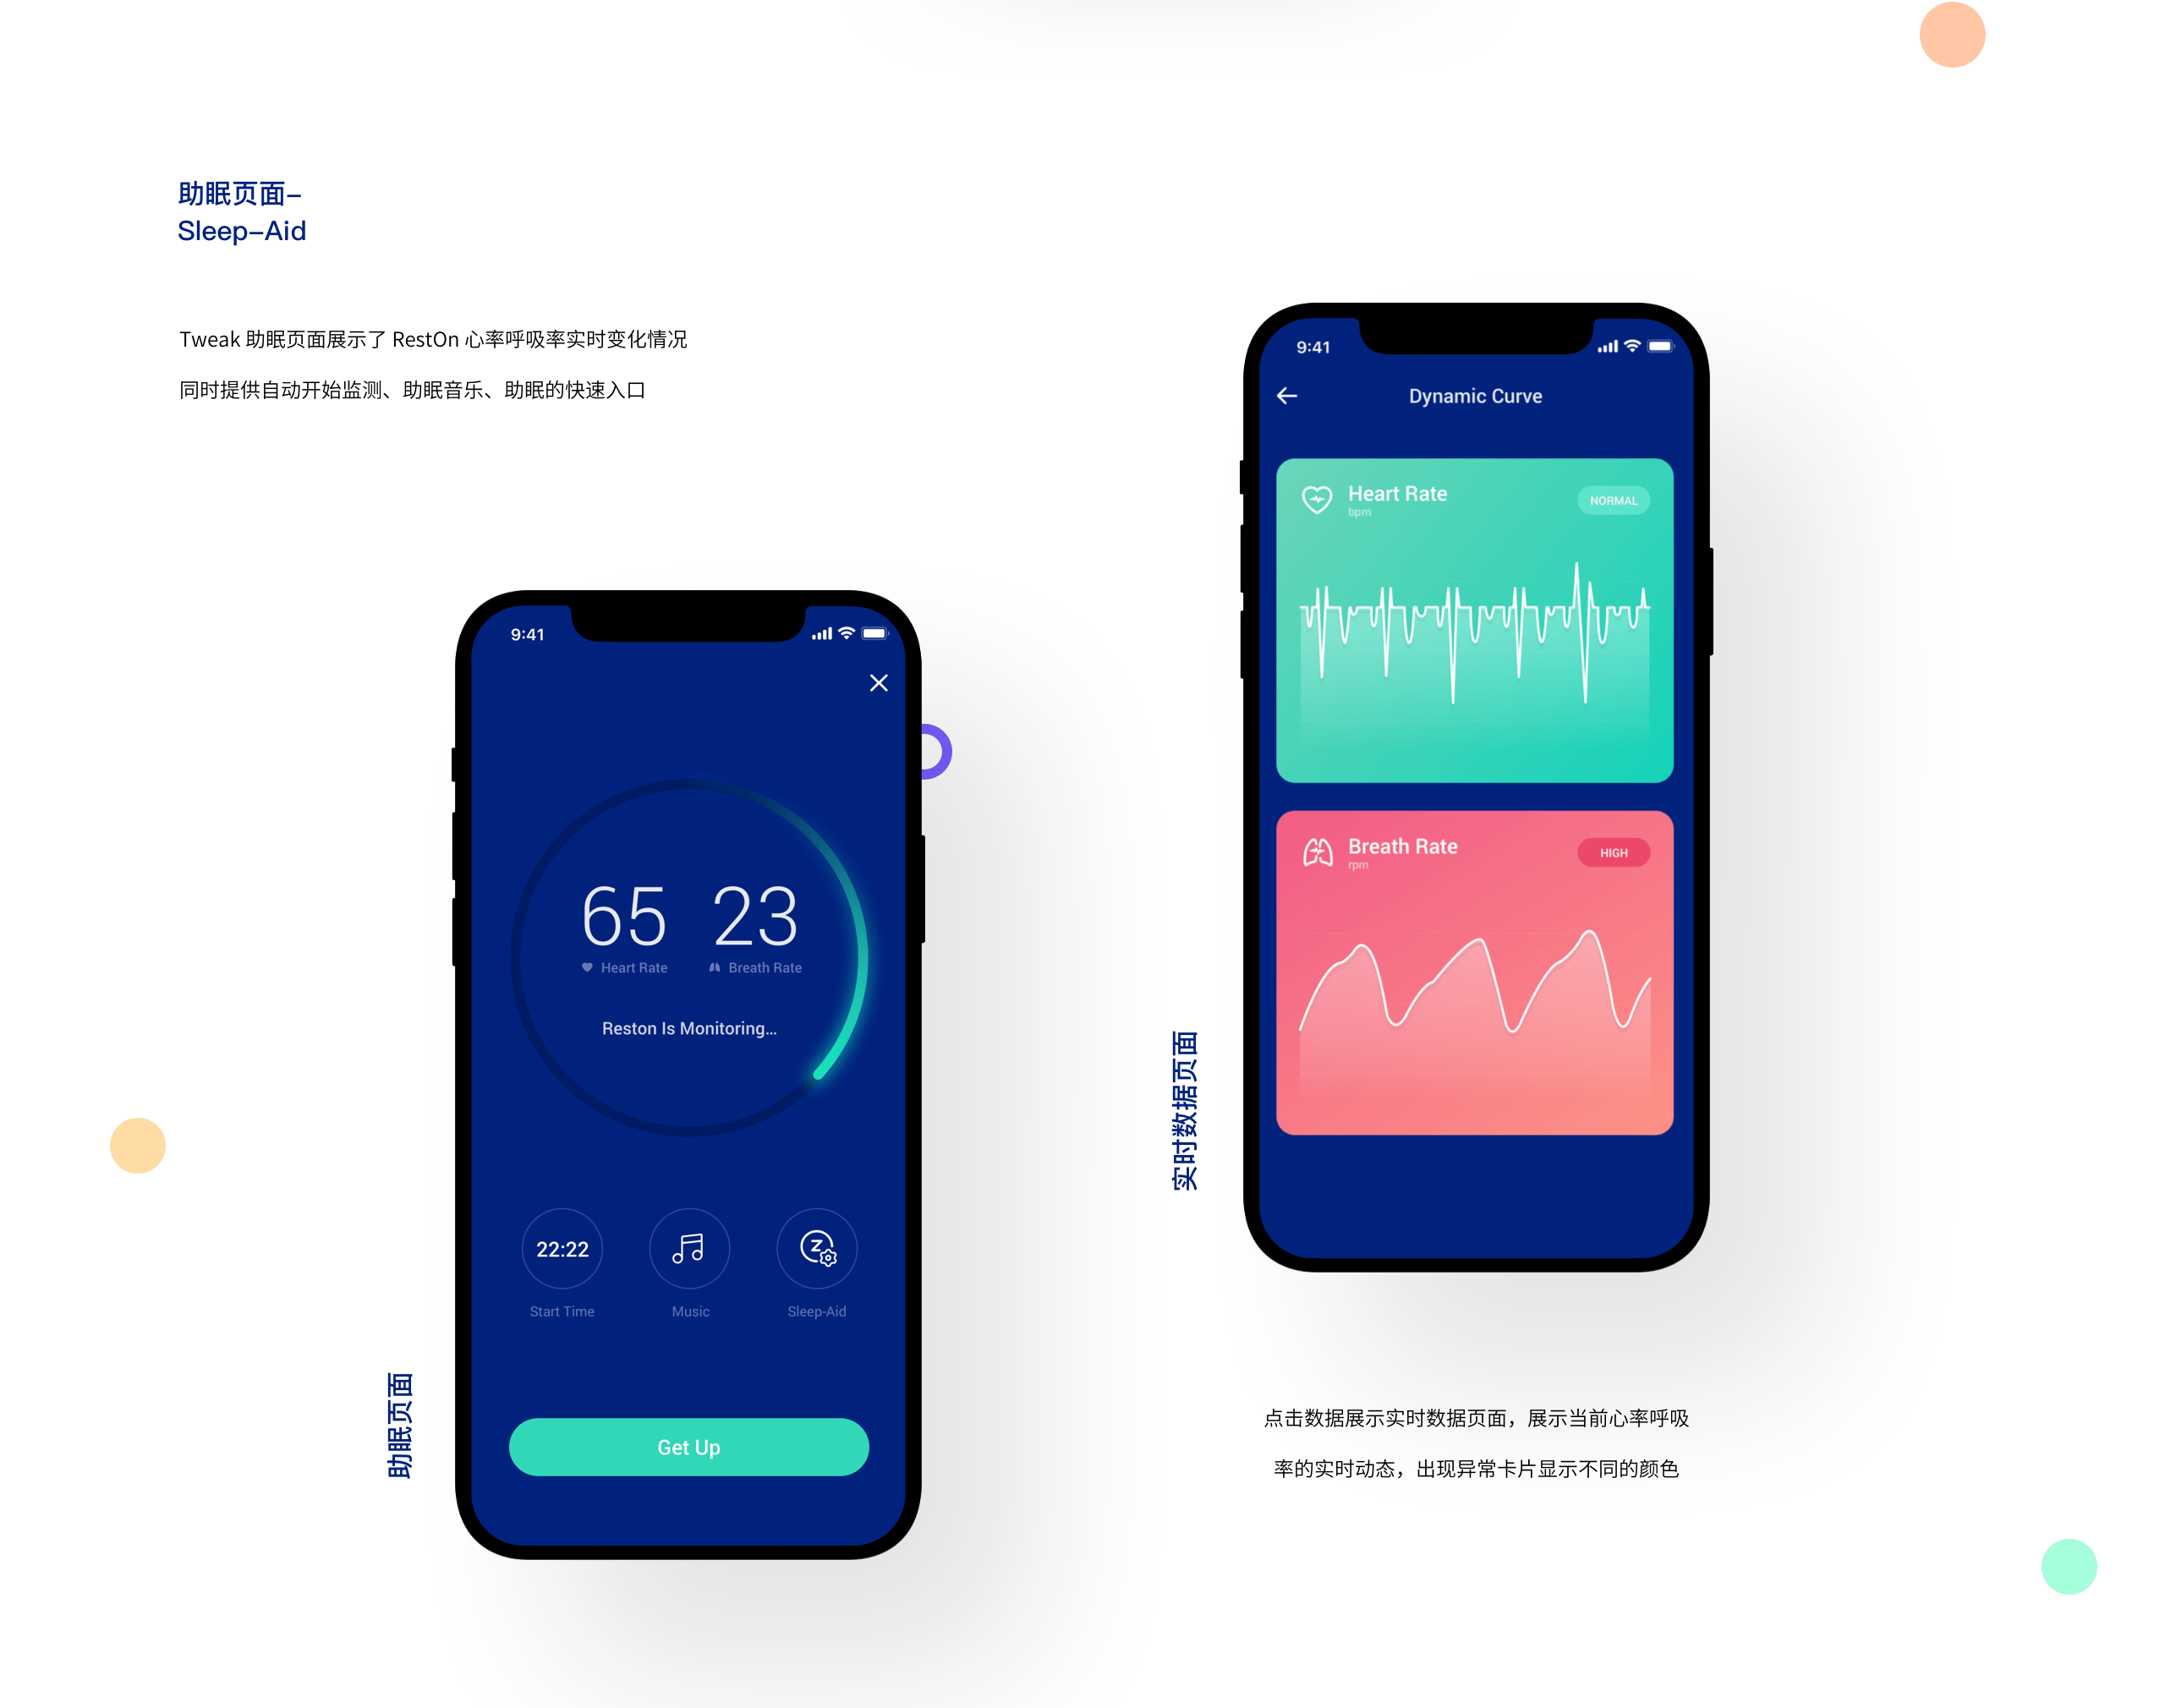 助眠页面–
Sleep–Aid
Tweak 助眠页面展示了 RestOn 心率呼吸率实时变化情况
同时提供自动开始监测、助眠音乐、助眠的快速入口
9:41
65 23
Heart Rate Breath Rate
Reston Is Monitoring...
22:22
Start Time Music Sleep-Aid
Get Up
助眠页面
9:41
Dynamic Curve
Heart Rate
bpm
NORMAL
Breath Rate
rpm
HIGH
实时数据页面
点击数据展示实时数据页面，展示当前心率呼吸
率的实时动态，出现异常卡片显示不同的颜色